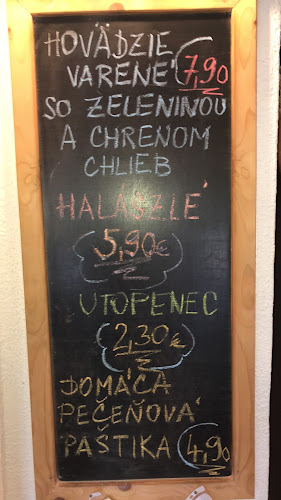 HOVÄDZIE
VARENÉ 7,90
SO ZELENINOU
A CHRENOM
CHLIEB
HALÁSZLÉ
5,90€
UTOPENEC
2,30€
DOMÁCA
PEČEŇOVÁ
PAŠTIKA 4,90